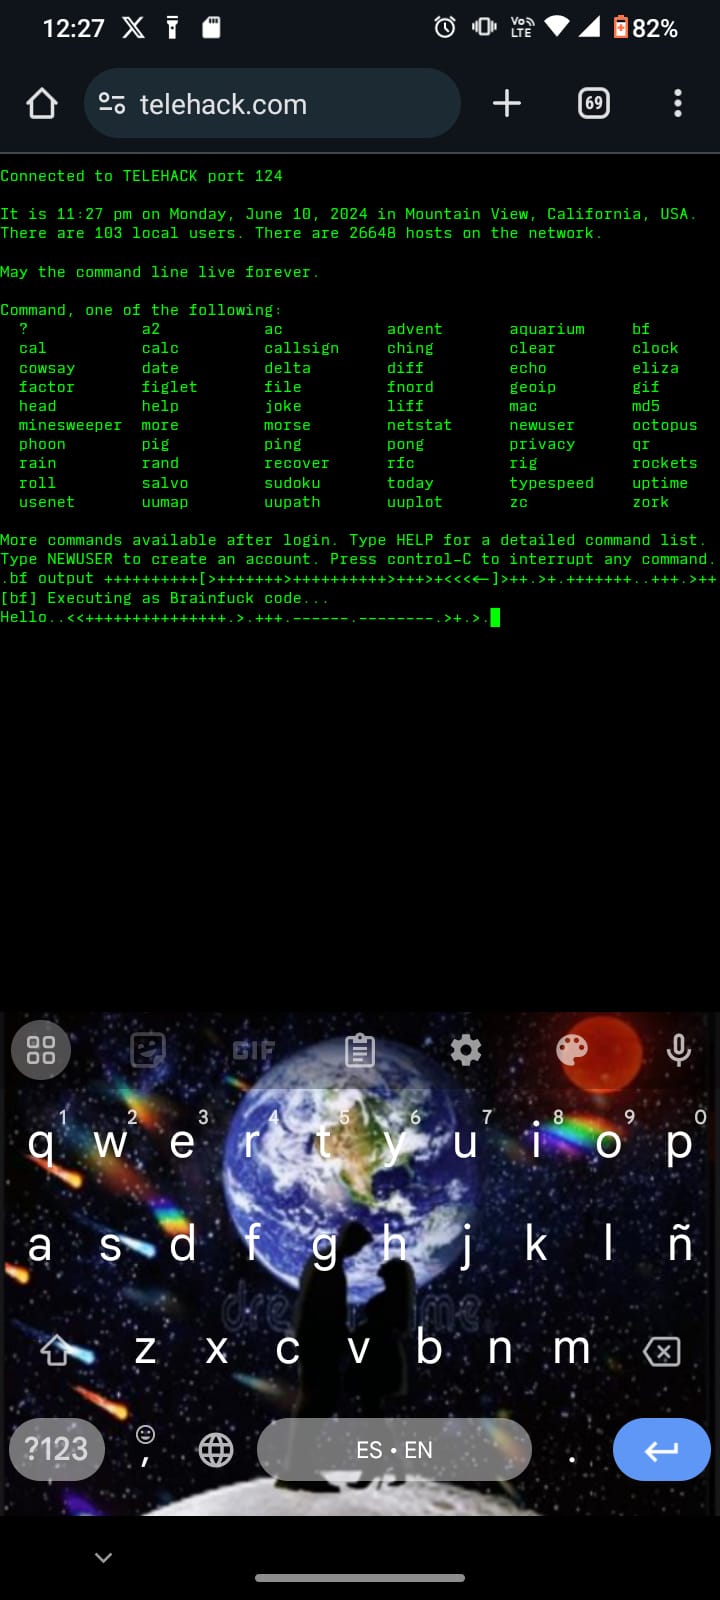 12:27 VoLTE 82%
telehack.com 69
Connected to TELEHACK port 124
It is 11:27 pm on Monday, June 10, 2024 in Mountain View, California, USA.
There are 103 local users. There are 26648 hosts on the network.
May the command line live forever.
Command, one of the following:
? a2 ac advent aquarium bf
cal calc callsign ching clear clock
cowsay date delta diff echo eliza
factor figlet file fnord geoip gif
head help joke liff mac md5
minesweeper more morse netstat newuser octopus
phoon pig ping pong privacy qr
rain rand recover rfc rig rockets
roll salvo sudoku today typespeed uptime
usenet uumap uupath uuplot zc zork
More commands available after login. Type HELP for a detailed command list.
Type NEWUSER to create an account. Press control-C to interrupt any command.
.bf output ++++++++++[>+++++++>++++++++++>+++>+<<<<-]>++.>+.+++++++..+++.>++
[bf] Executing as Brainfuck code...
Hello..<<+++++++++++++++.>.+++.------.--------.>+.>.
GIF
1 2 3 4 5 6 7 8 9 0
q w e r t y u i o p
a s d f g h j k l ñ
z x c v b n m
?123 , ES • EN .